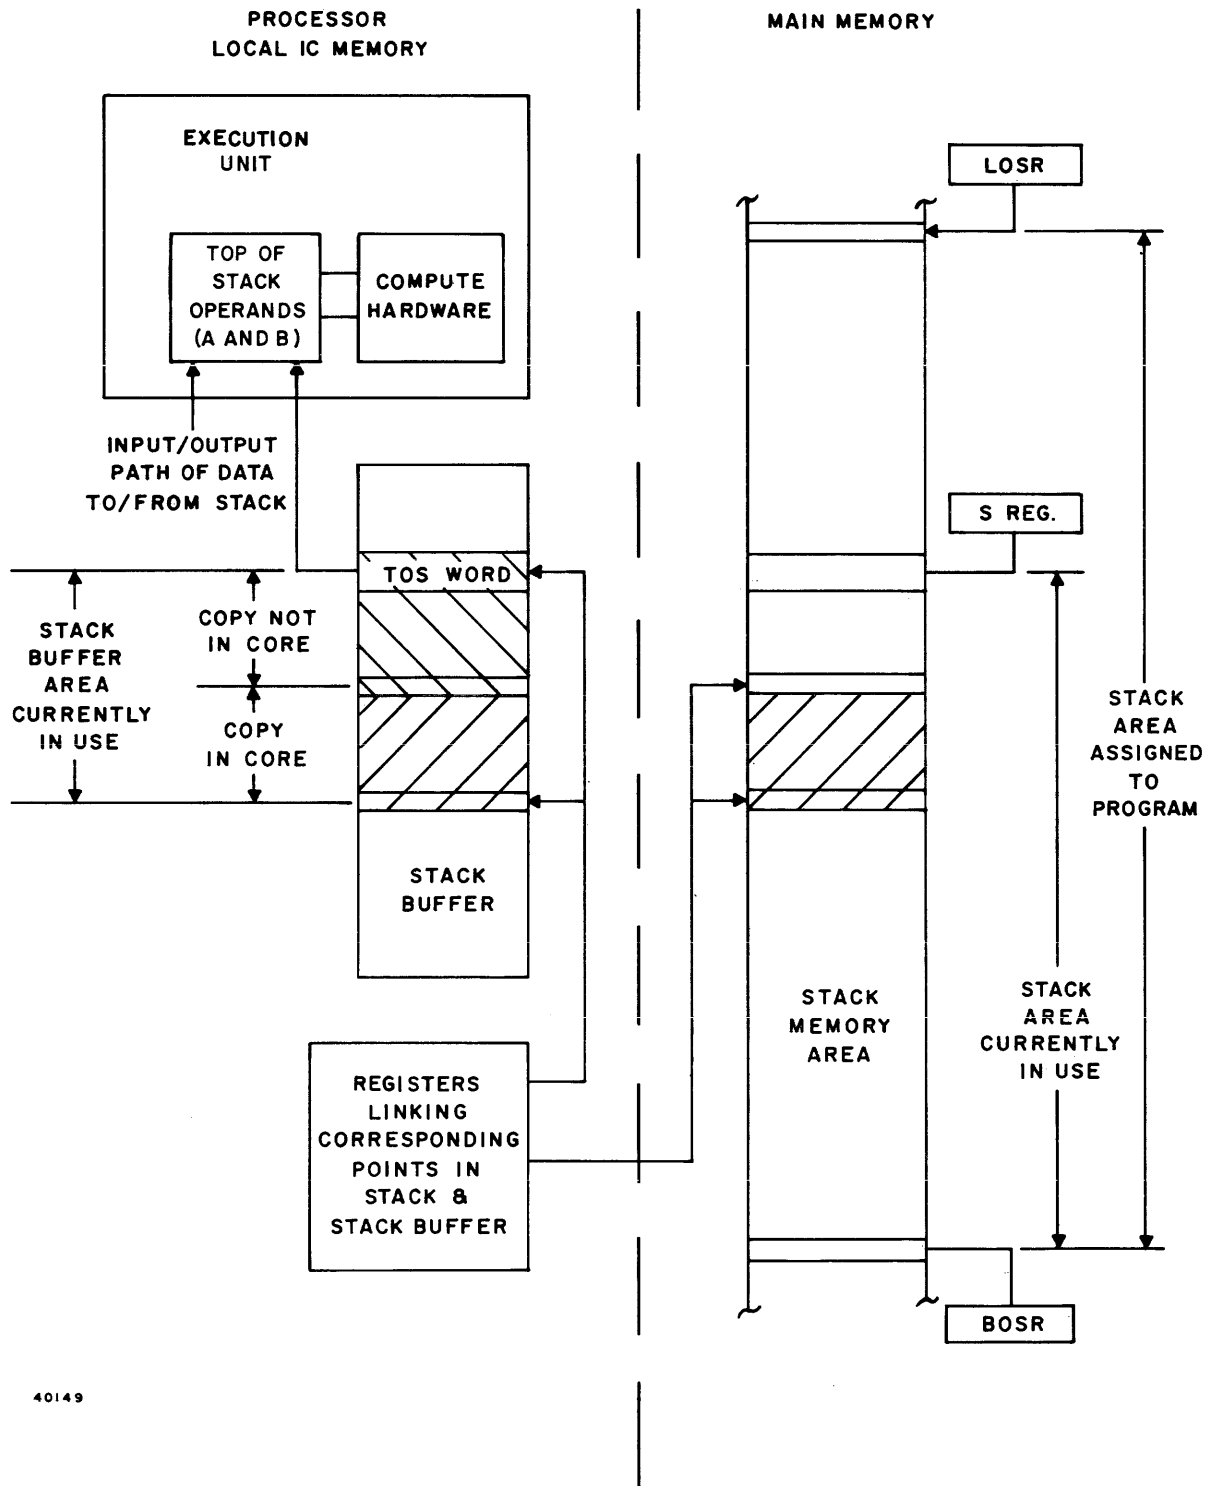 PROCESSOR
LOCAL IC MEMORY
MAIN MEMORY
EXECUTION
UNIT
TOP OF
STACK
OPERANDS
(A AND B)
COMPUTE
HARDWARE
INPUT/OUTPUT
PATH OF DATA
TO/FROM STACK
LOSR
S REG.
TOS WORD
COPY NOT
IN CORE
STACK
BUFFER
AREA
CURRENTLY
IN USE
COPY
IN CORE
STACK
BUFFER
STACK
AREA
ASSIGNED
TO
PROGRAM
STACK
MEMORY
AREA
STACK
AREA
CURRENTLY
IN USE
REGISTERS
LINKING
CORRESPONDING
POINTS IN
STACK &
STACK BUFFER
BOSR
40149